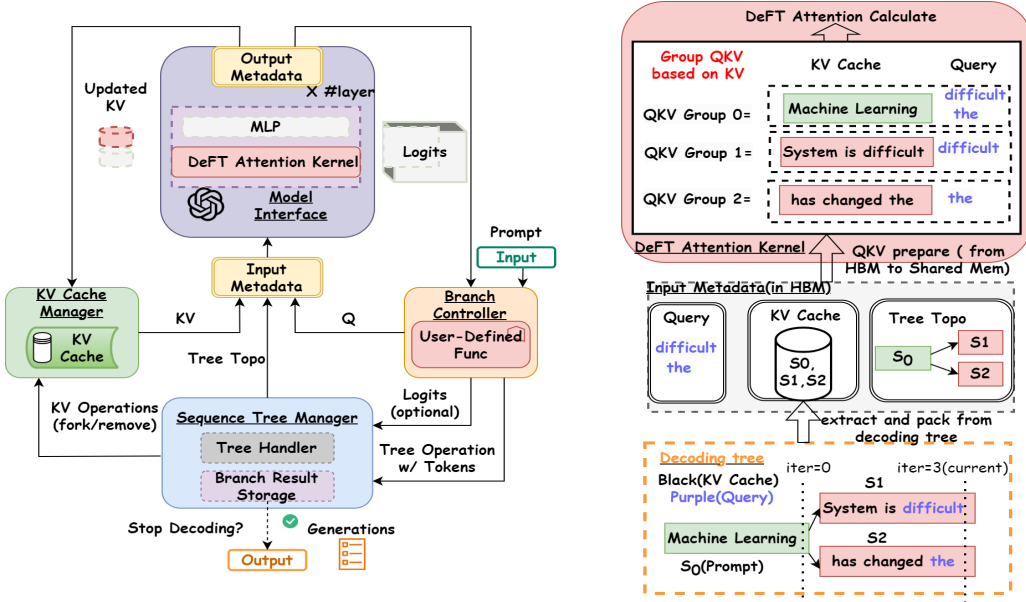 Output
Metadata
X #layer
Updated
KV
MLP
DeFT Attention Kernel
Logits
Model
Interface
Prompt
Input
Input
Metadata
KV Cache
Manager
KV
Cache
KV
Q
Branch
Controller
User-Defined
Func
Tree Topo
KV Operations
(fork/remove)
Logits
(optional)
Sequence Tree Manager
Tree Handler
Branch Result
Storage
Tree Operation
w/ Tokens
Stop Decoding?
Generations
Output
DeFT Attention Calculate
Group QKV
based on KV
KV Cache
Query
QKV Group 0=
Machine Learning
difficult
the
QKV Group 1=
System is difficult
difficult
QKV Group 2=
has changed the
the
DeFT Attention Kernel
QKV prepare ( from
HBM to Shared Mem)
Input Metadata(in HBM)
Query
difficult
the
KV Cache
S0,
S1,S2
Tree Topo
S0
S1
S2
extract and pack from
decoding tree
Decoding tree
iter=0
iter=3(current)
Black(KV Cache)
Purple(Query)
S1
System is difficult
Machine Learning
S2
has changed the
S0(Prompt)